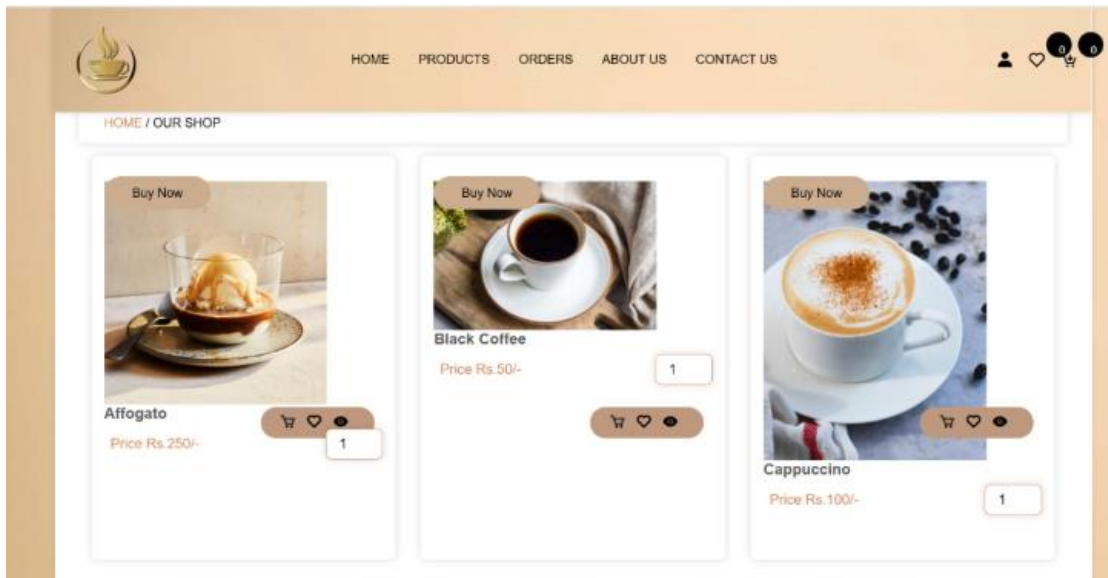 HOME PRODUCTS ORDERS ABOUT US CONTACT US
0 0
HOME / OUR SHOP
Buy Now
Affogato
Price Rs.250/-
1
Buy Now
Black Coffee
Price Rs.50/-
1
Buy Now
Cappuccino
Price Rs.100/-
1